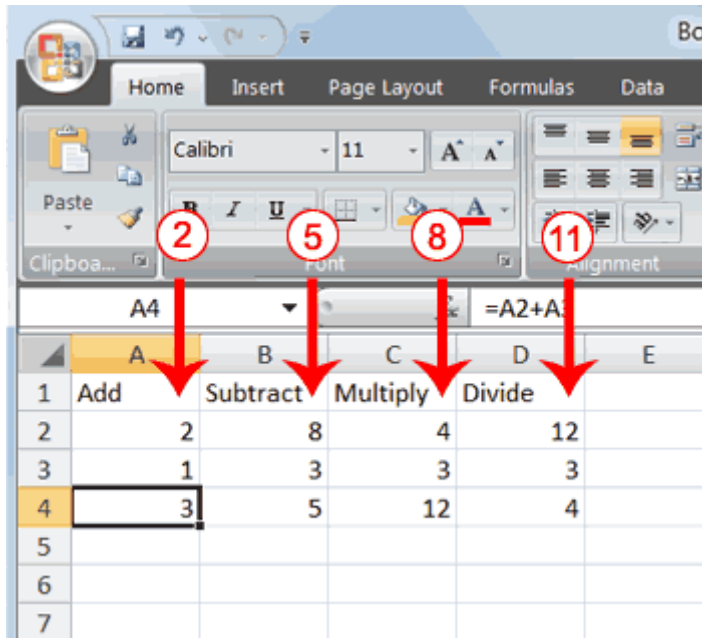 Bo
Home Insert Page Layout Formulas Data
Calibri 11 A A
Paste B I U A
2 5 8 11
Clipboa... Font Alignment
A4 fx =A2+A3
A B C D E
1 Add Subtract Multiply Divide
2 2 8 4 12
3 1 3 3 3
4 3 5 12 4
5
6
7